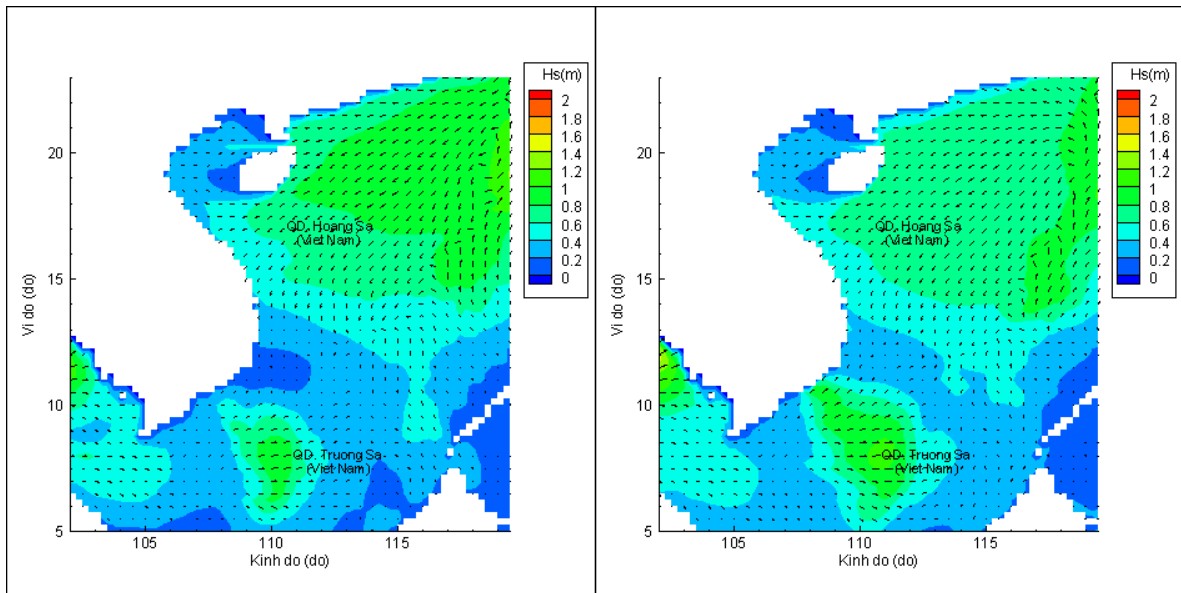 Hs(m)
2
1.8
1.6
1.4
1.2
1
0.8
0.6
0.4
0.2
0
20
15
10
5
Vi do (do)
105
110
115
Kinh do (do)
QD. Hoang Sa
(Viet Nam)
QD. Truong Sa
(Viet Nam)
Hs(m)
2
1.8
1.6
1.4
1.2
1
0.8
0.6
0.4
0.2
0
20
15
10
5
Vi do (do)
105
110
115
Kinh do (do)
QD. Hoang Sa
(Viet Nam)
QD. Truong Sa
(Viet Nam)